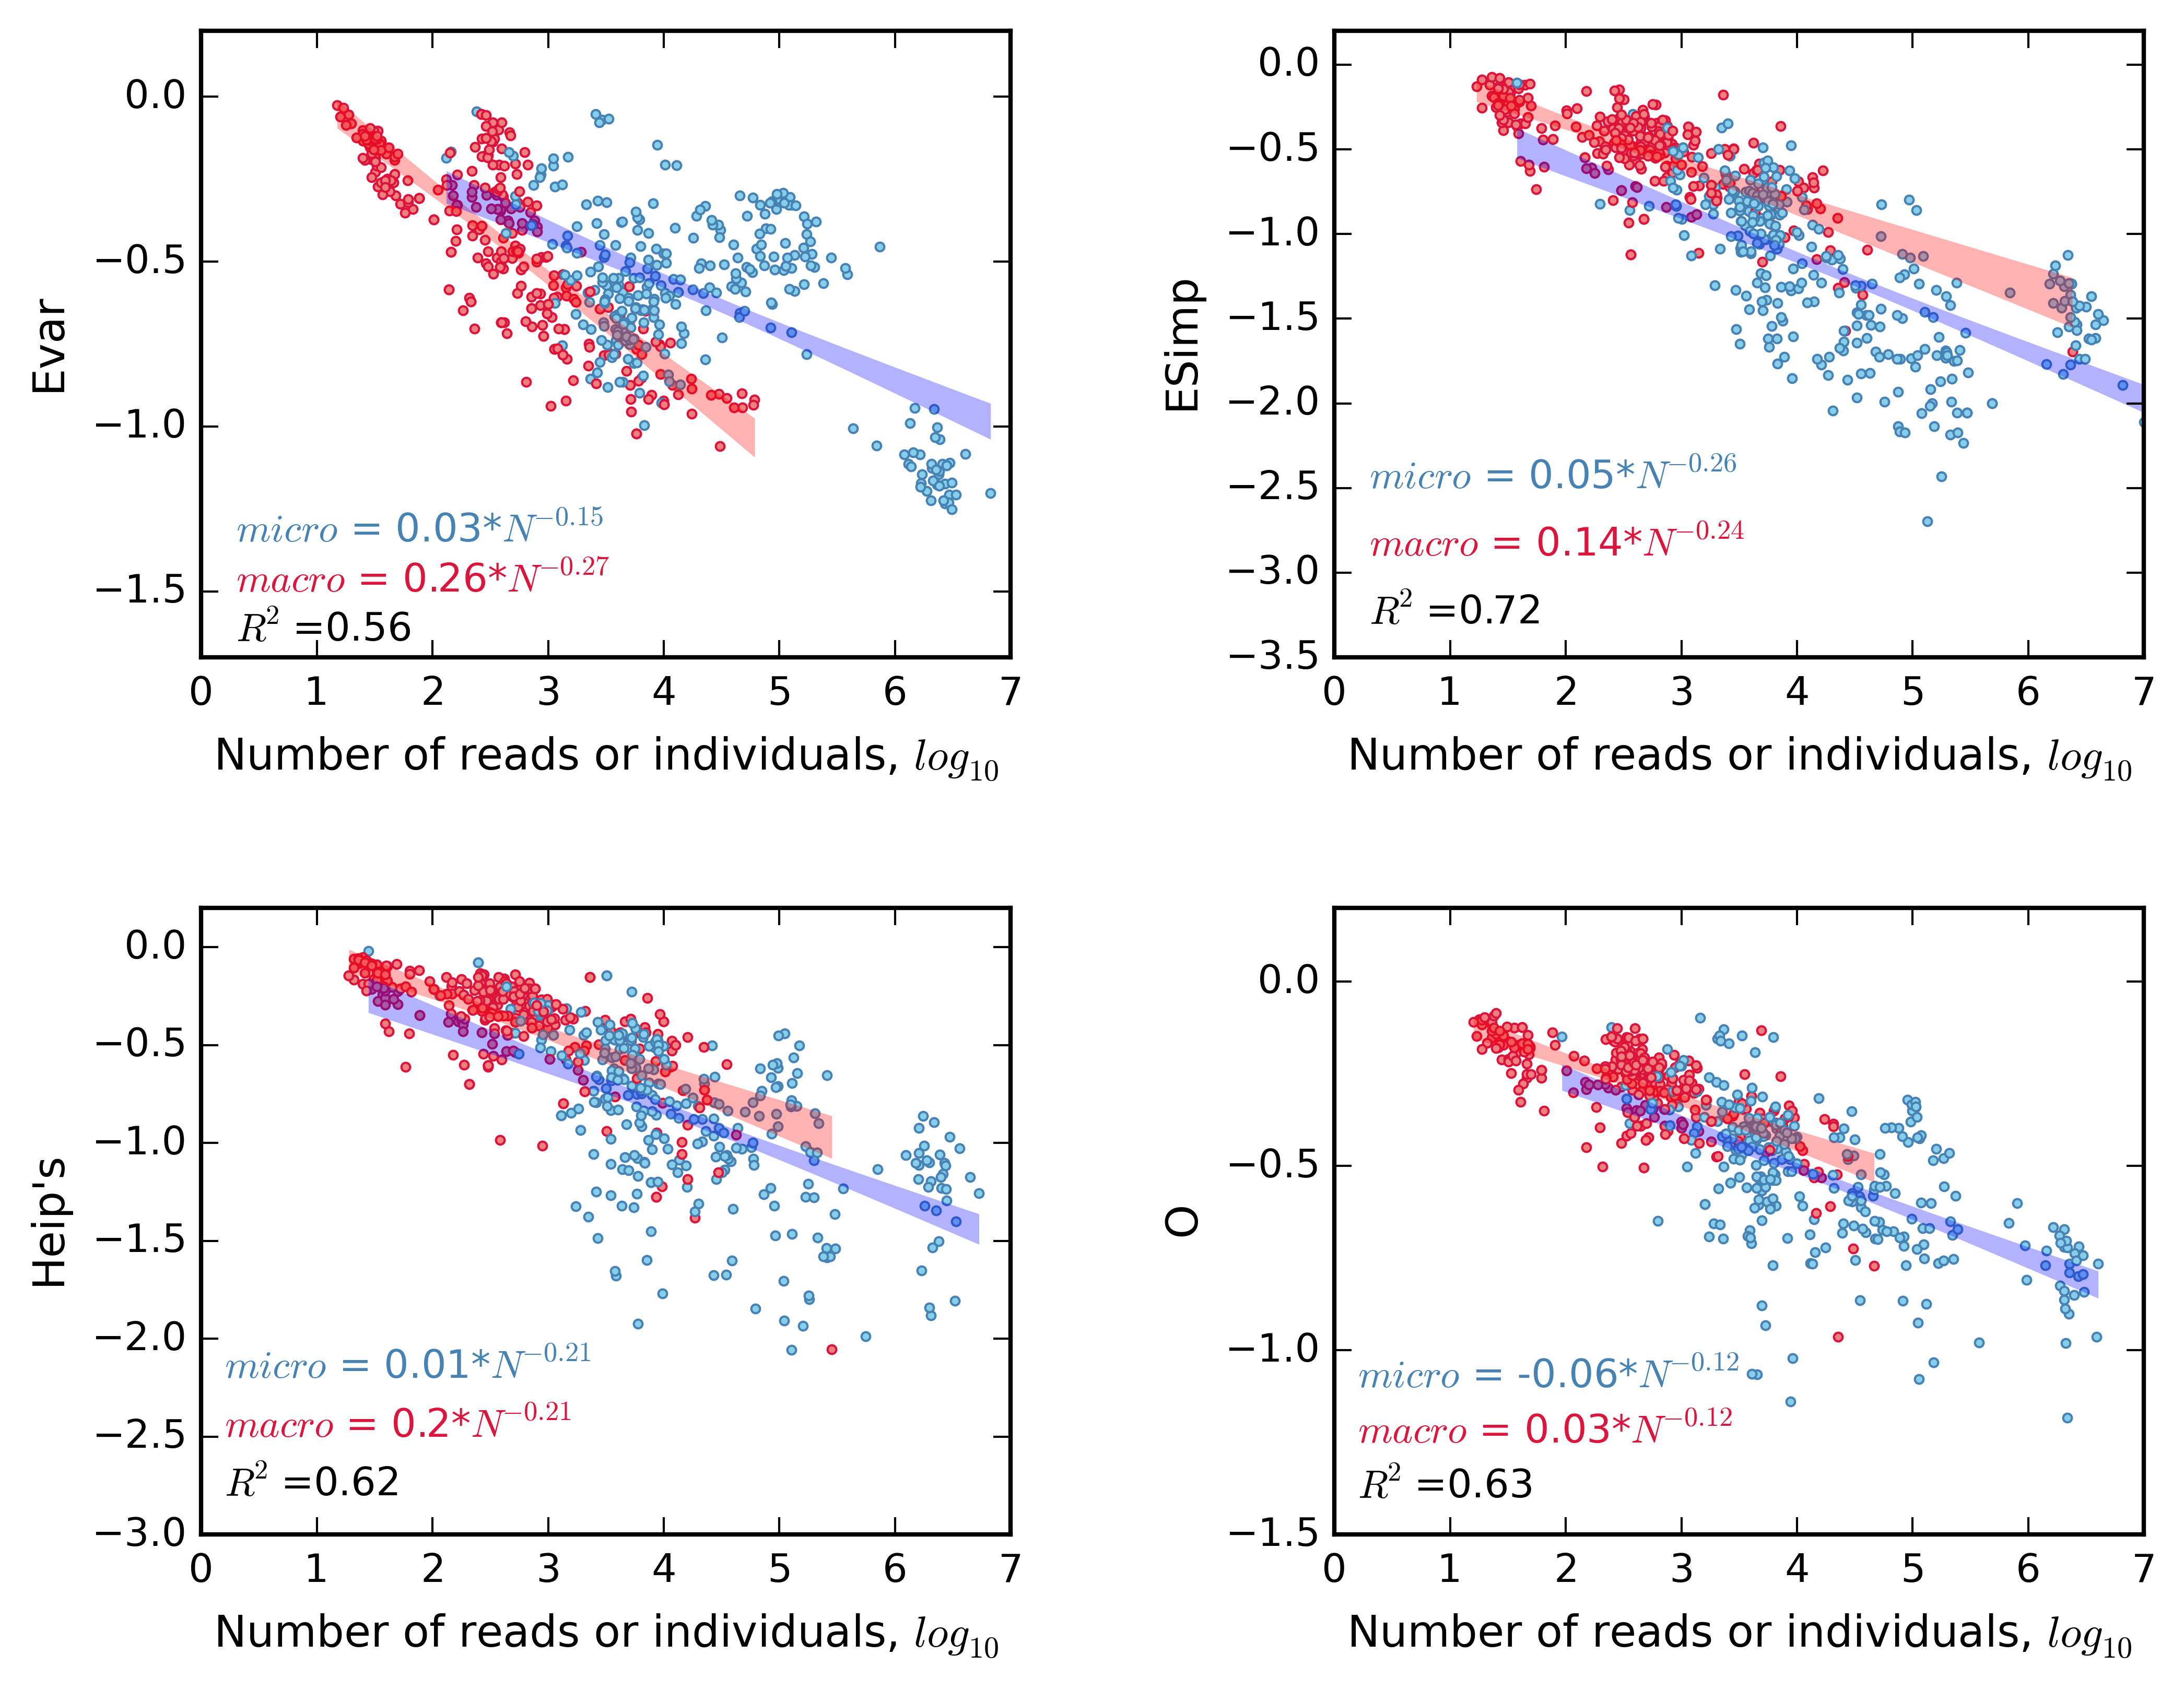 0.0
−0.5
−1.0
−1.5
Evar
micro = 0.03*N^−0.15
macro = 0.26*N^−0.27
R^2 =0.56
0 1 2 3 4 5 6 7
Number of reads or individuals, log_10
0.0
−0.5
−1.0
−1.5
−2.0
−2.5
−3.0
−3.5
ESimp
micro = 0.05*N^−0.26
macro = 0.14*N^−0.24
R^2 =0.72
0 1 2 3 4 5 6 7
Number of reads or individuals, log_10
0.0
−0.5
−1.0
−1.5
−2.0
−2.5
−3.0
Heip's
micro = 0.01*N^−0.21
macro = 0.2*N^−0.21
R^2 =0.62
0 1 2 3 4 5 6 7
Number of reads or individuals, log_10
0.0
−0.5
−1.0
−1.5
O
micro = -0.06*N^−0.12
macro = 0.03*N^−0.12
R^2 =0.63
0 1 2 3 4 5 6 7
Number of reads or individuals, log_10